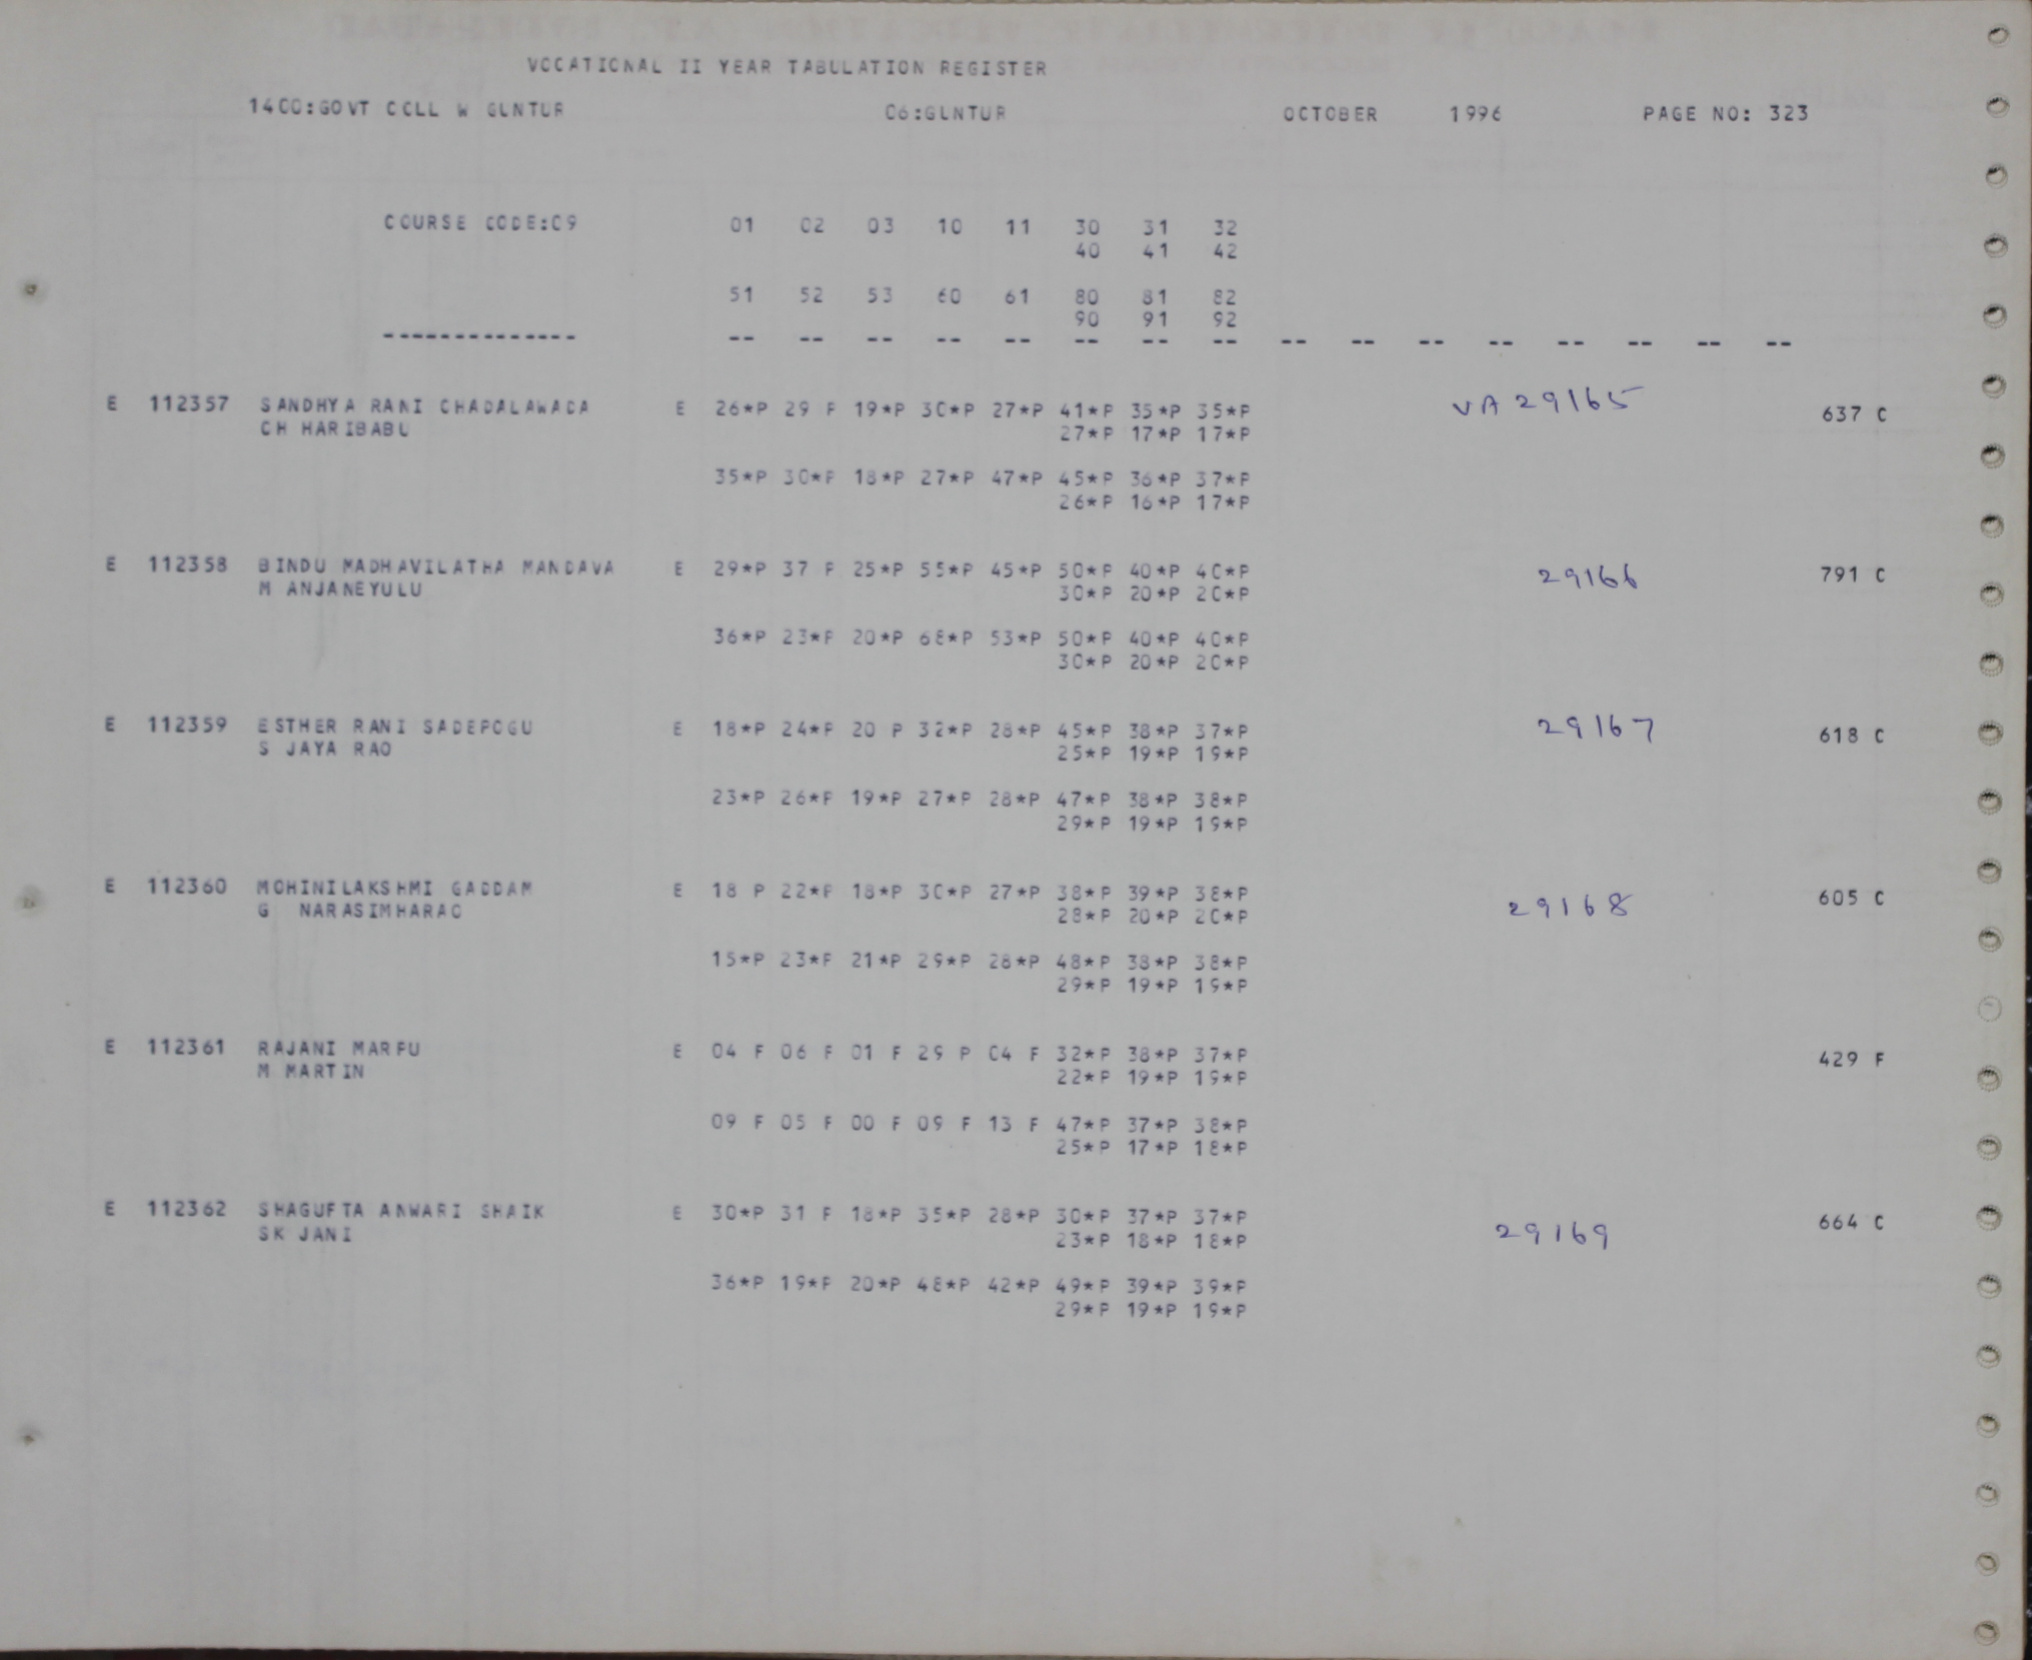 VOCATIONAL II YEAR TABULATION REGISTER
1400:GOVT COLL W GUNTUR 06:GUNTUR OCTOBER 1996 PAGE NO: 323
COURSE CODE:09 01 02 03 10 11 30 31 32
40 41 42
51 52 53 60 61 80 81 82
90 91 92
-------------- -- -- -- -- -- -- -- -- -- -- -- -- -- -- -- --
E 112357 SANDHYA RANI CHADALAWADA E 26*P 29 P 19*P 30*P 27*P 41*P 35*P 35*P VA 29165 637 C
CH HARIBABU 27*P 17*P 17*P
35*P 30*P 18*P 27*P 47*P 45*P 36*P 37*P
26*P 16*P 17*P
E 112358 BINDU MADHAVILATHA MANDAVA E 29*P 37 P 25*P 55*P 45*P 50*P 40*P 40*P 29166 791 C
M ANJANEYULU 30*P 20*P 20*P
36*P 23*P 20*P 68*P 53*P 50*P 40*P 40*P
30*P 20*P 20*P
E 112359 ESTHER RANI SADEPOGU E 18*P 24*P 20 P 32*P 28*P 45*P 38*P 37*P 29167 618 C
S JAYA RAO 25*P 19*P 19*P
23*P 26*P 19*P 27*P 28*P 47*P 38*P 38*P
29*P 19*P 19*P
E 112360 MOHINILAKSHMI GADDAM E 18 P 22*P 18*P 30*P 27*P 38*P 39*P 38*P 29168 605 C
G NARASIMHARAO 28*P 20*P 20*P
15*P 23*P 21*P 29*P 28*P 48*P 38*P 38*P
29*P 19*P 19*P
E 112361 RAJANI MARPU E 04 F 06 F 01 F 29 P 04 F 32*P 38*P 37*P 429 F
M MARTIN 22*P 19*P 19*P
09 F 05 F 00 F 09 F 13 F 47*P 37*P 38*P
25*P 17*P 18*P
E 112362 SHAGUFTA ANWARI SHAIK E 30*P 31 P 18*P 35*P 28*P 30*P 37*P 37*P 29169 664 C
SK JANI 23*P 18*P 18*P
36*P 19*P 20*P 48*P 42*P 49*P 39*P 39*P
29*P 19*P 19*P